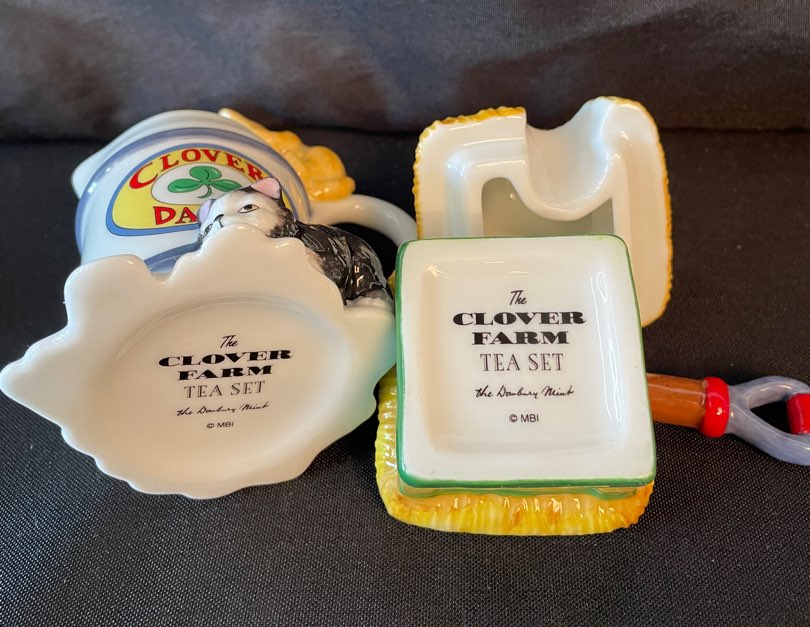 CLOVER
DA
The
CLOVER
FARM
TEA SET
the Danbury Mint
© MBI
The
CLOVER
FARM
TEA SET
the Danbury Mint
© MBI